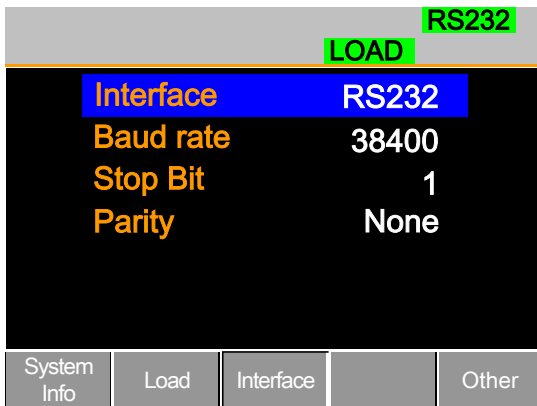 RS232
LOAD
Interface RS232
Baud rate 38400
Stop Bit 1
Parity None
System Info Load Interface Other